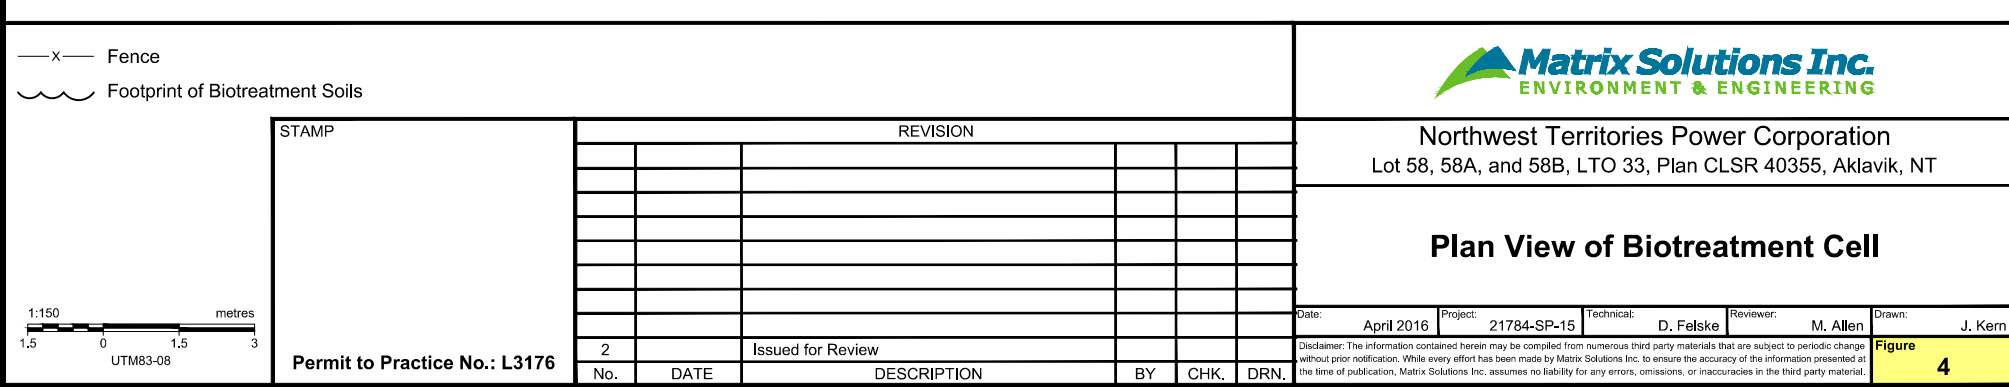 X Fence
Footprint of Biotreatment Soils
1:150 metres
1.5 0 1.5 3
UTM83-08
STAMP
Permit to Practice No.: L3176
REVISION
2 Issued for Review
No. DATE DESCRIPTION BY CHK. DRN.
Matrix Solutions Inc.
ENVIRONMENT & ENGINEERING
Northwest Territories Power Corporation
Lot 58, 58A, and 58B, LTO 33, Plan CLSR 40355, Aklavik, NT
Plan View of Biotreatment Cell
Date: April 2016 Project: 21784-SP-15 Technical: D. Felske Reviewer: M. Allen Drawn: J. Kern
Disclaimer: The information contained herein may be compiled from numerous third party materials that are subject to periodic change
without prior notification. While every effort has been made by Matrix Solutions Inc. to ensure the accuracy of the information presented at
the time of publication, Matrix Solutions Inc. assumes no liability for any errors, omissions, or inaccuracies in the third party material.
Figure
4